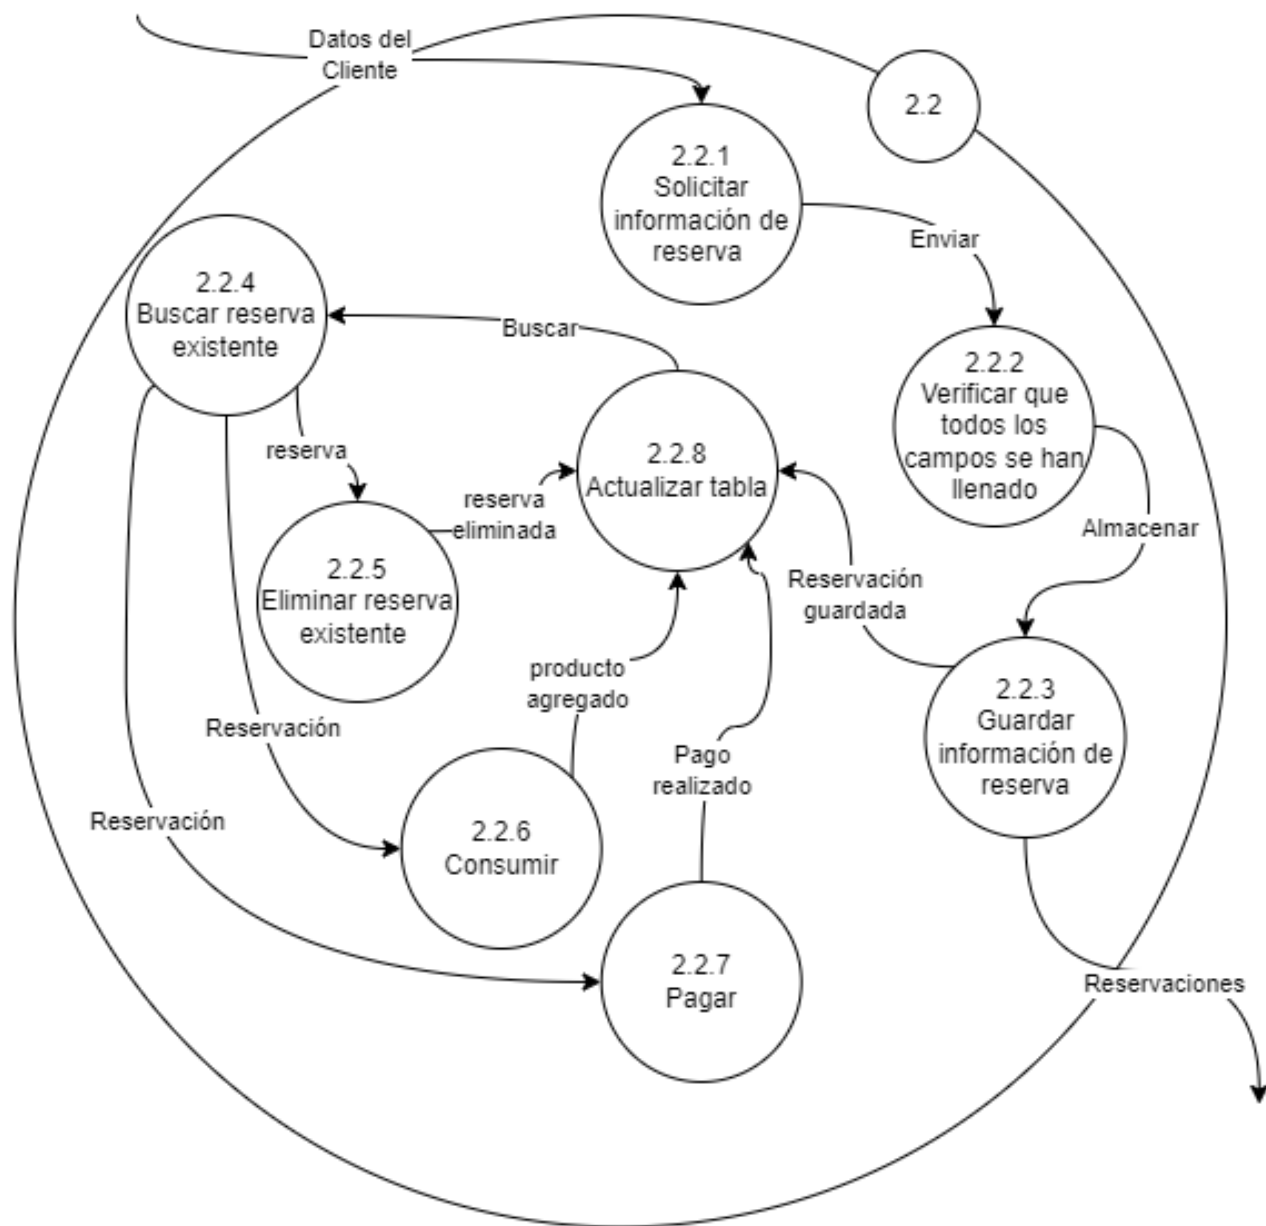 Datos del
Cliente
2.2
2.2.1
Solicitar
información de
reserva
Enviar
2.2.4
Buscar reserva
existente
Buscar
2.2.2
Verificar que
todos los
campos se han
llenado
reserva
2.2.8
Actualizar tabla
reserva
eliminada
Almacenar
2.2.5
Eliminar reserva
existente
Reservación
guardada
producto
agregado
2.2.3
Guardar
información de
reserva
Reservación
Pago
realizado
Reservación
2.2.6
Consumir
2.2.7
Pagar
Reservaciones